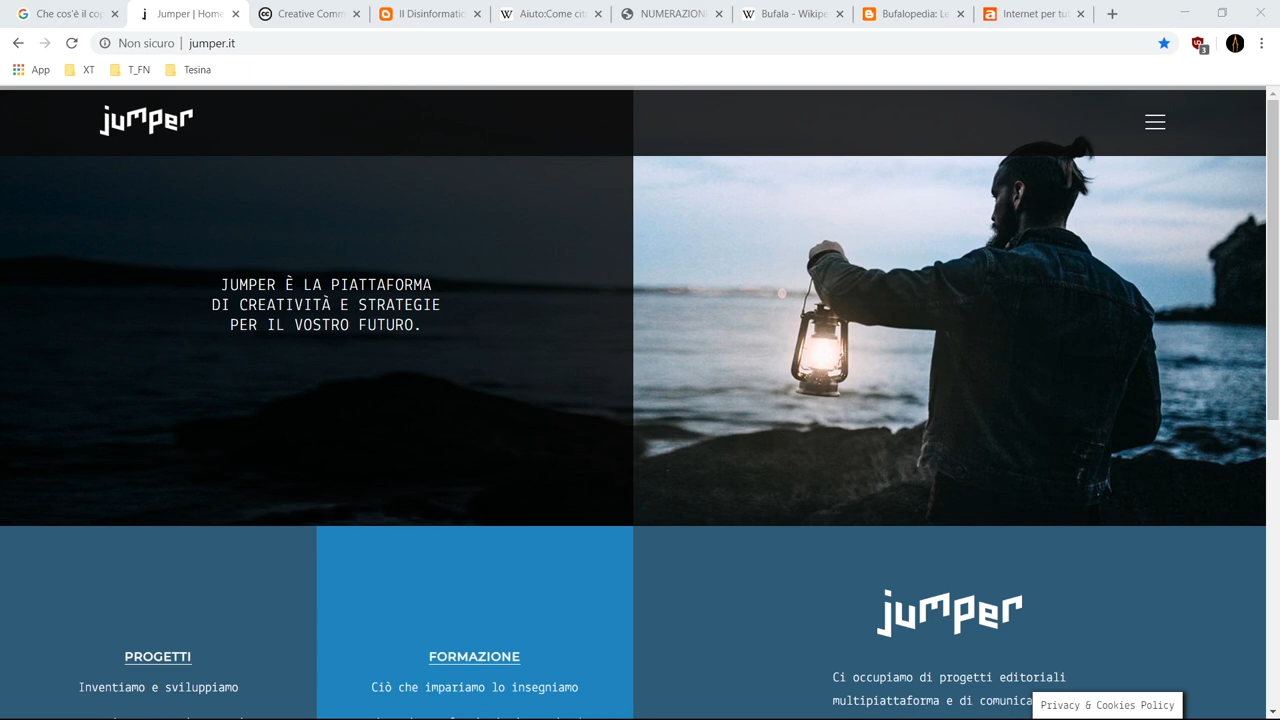 Che cos'è il cop
Jumper | Home
Creative Comm
Il Disinformatic
Aiuto:Come cit
NUMERAZION
Bufala - Wikipe
Bufalopedia: Le
Internet per tut
Non sicuro | jumper.it
3
App XT T_FN Tesina
jumper
JUMPER È LA PIATTAFORMA
DI CREATIVITÀ E STRATEGIE
PER IL VOSTRO FUTURO.
PROGETTI
Inventiamo e sviluppiamo
FORMAZIONE
Ciò che impariamo lo insegniamo
jumper
Ci occupiamo di progetti editoriali
multipiattaforma e di comunica
Privacy & Cookies Policy